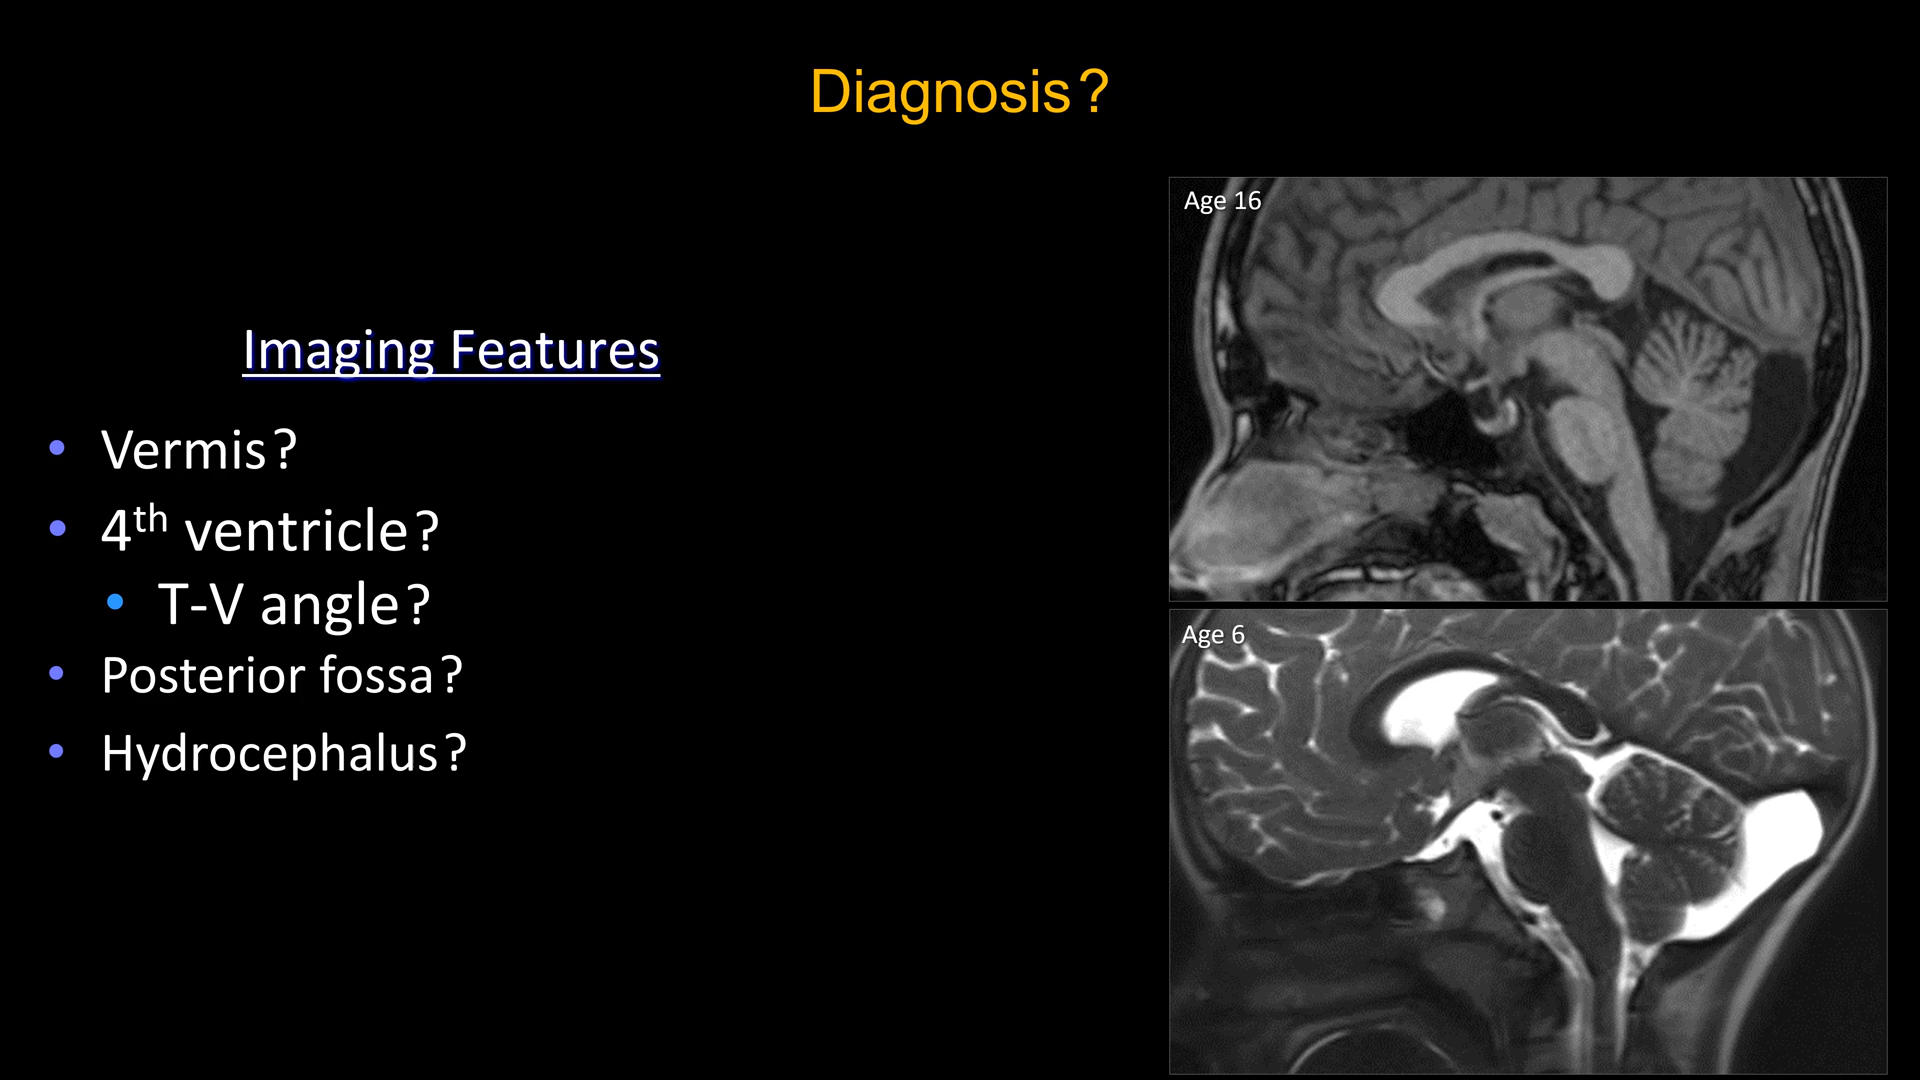 Diagnosis?
Imaging Features
• Vermis?
• 4th ventricle?
• T-V angle?
• Posterior fossa?
• Hydrocephalus?
Age 16
Age 6